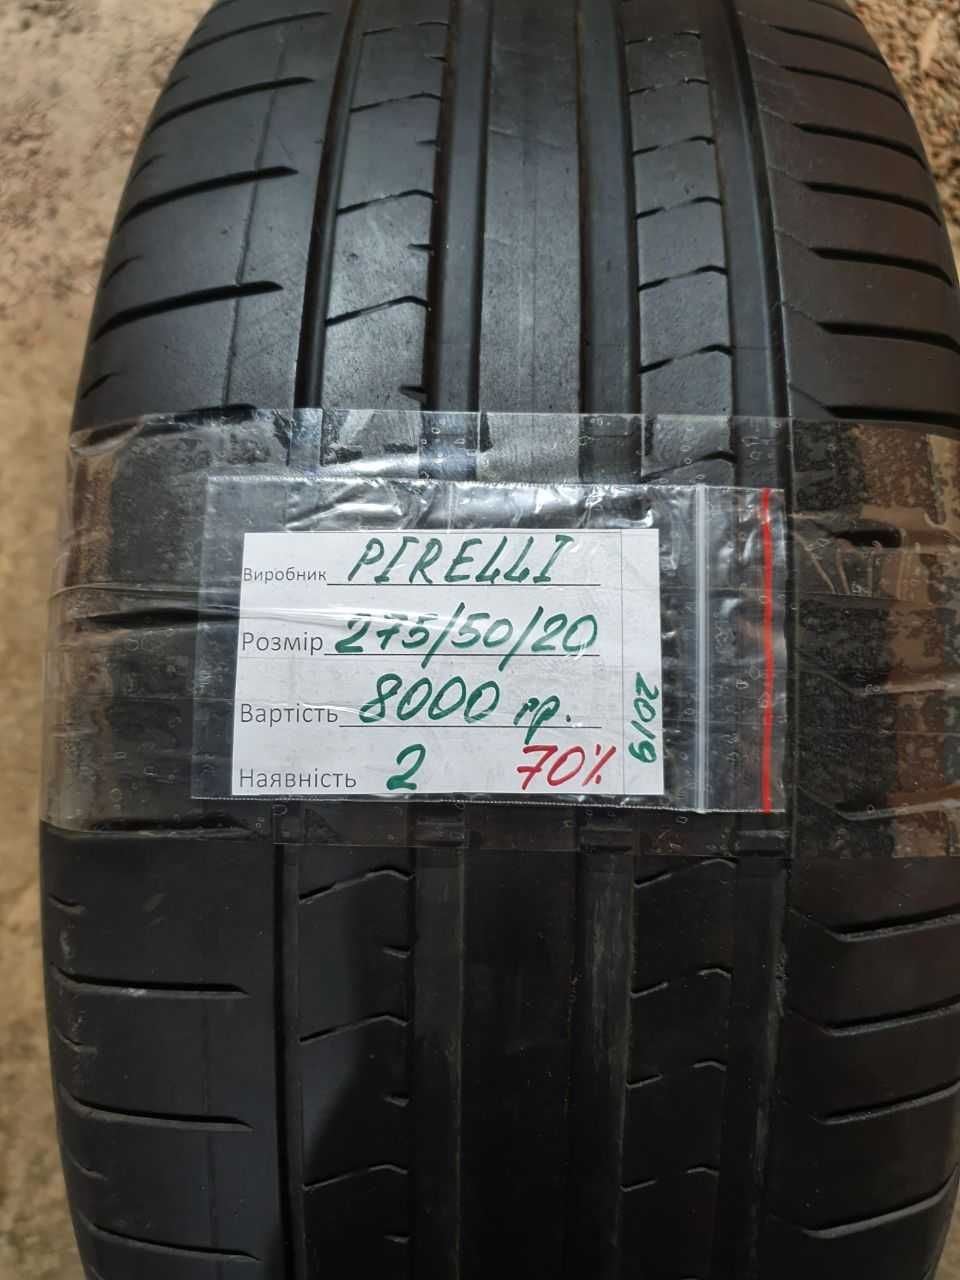 Виробник PIRELLI
Розмір 275/50/20
Вартість 8000 гр.
Наявність 2 70%
2019